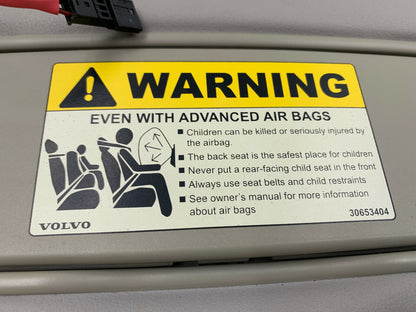 WARNING
EVEN WITH ADVANCED AIR BAGS
Children can be killed or seriously injured by
the airbag.
The back seat is the safest place for children
Never put a rear-facing child seat in the front
Always use seat belts and child restraints
See owner's manual for more information
about air bags
VOLVO
30653404